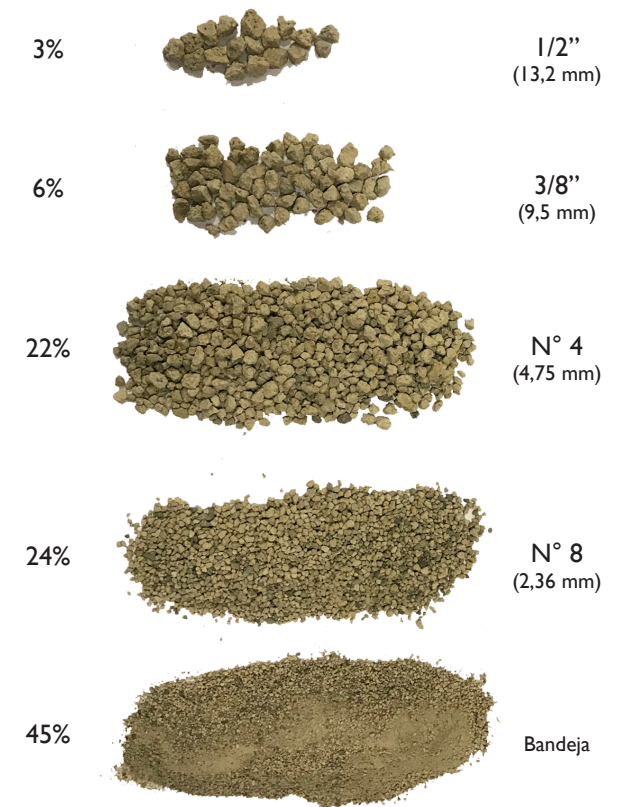 3%
1/2”
(13,2 mm)
6%
3/8”
(9,5 mm)
22%
N° 4
(4,75 mm)
24%
N° 8
(2,36 mm)
45%
Bandeja